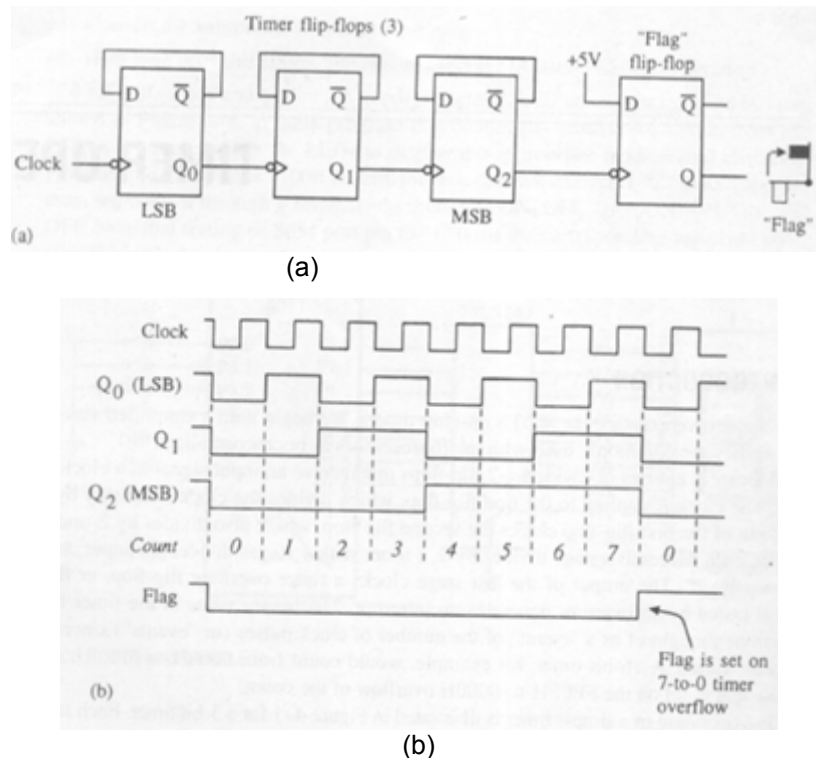 Timer flip-flops (3)
"Flag"
flip-flop
+5V
D Q̅
D Q̅
D Q̅
D Q̅
Clock
Q0
Q1
Q2
Q
LSB
MSB
"Flag"
(a)
(a)
Clock
Q0 (LSB)
Q1
Q2 (MSB)
Count 0 1 2 3 4 5 6 7 0
Flag
Flag is set on
7-to-0 timer
overflow
(b)
(b)